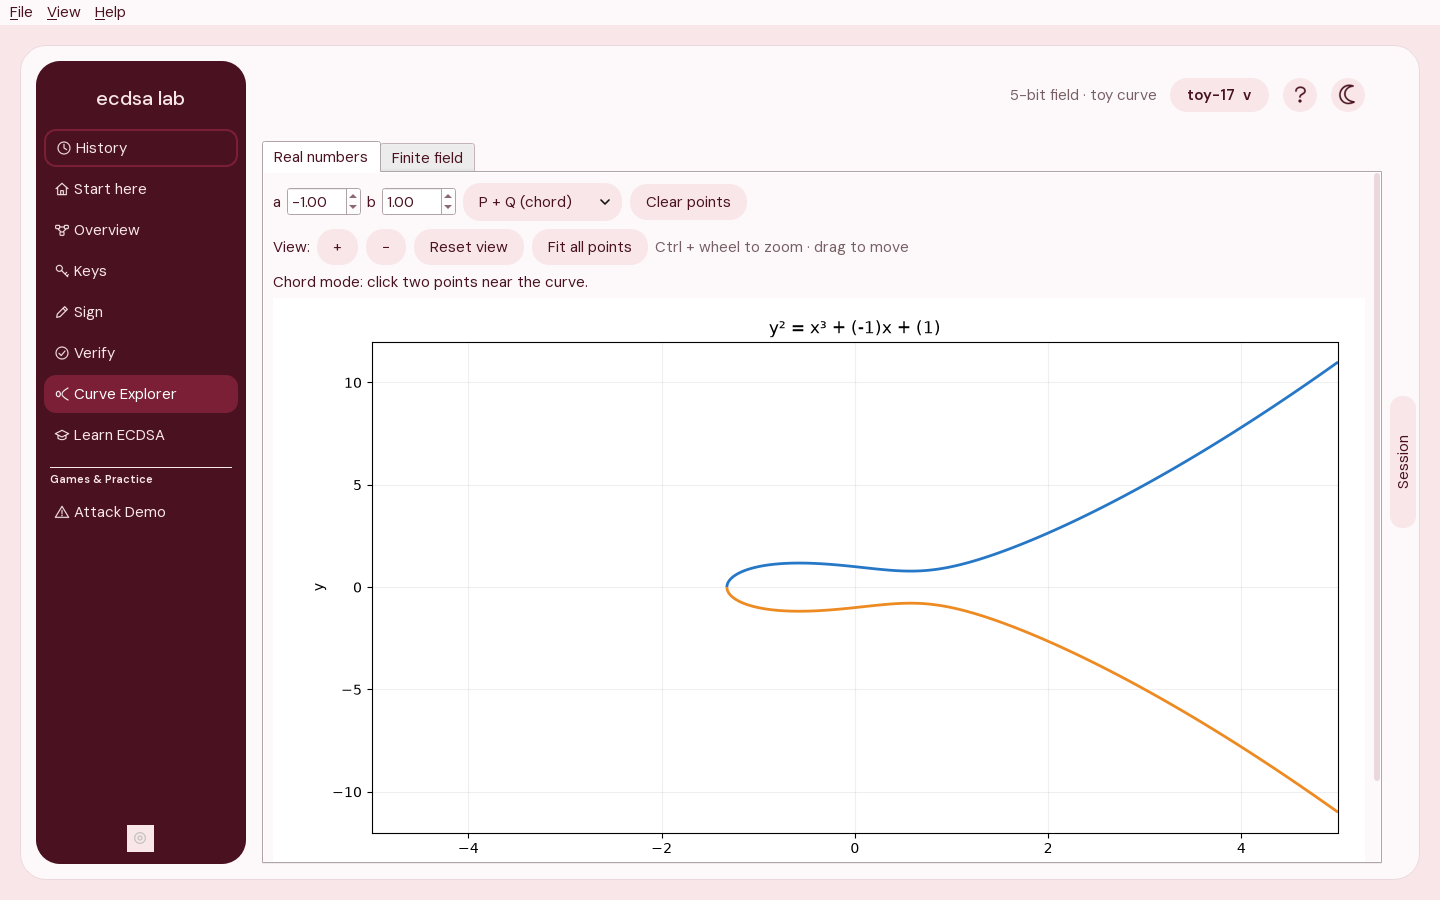 File View Help
ecdsa lab
History
Start here
Overview
Keys
Sign
Verify
Curve Explorer
Learn ECDSA
Games & Practice
Attack Demo
5-bit field · toy curve toy-17 v ?
Real numbers Finite field
a -1.00 b 1.00 P + Q (chord) Clear points
View: + - Reset view Fit all points Ctrl + wheel to zoom · drag to move
Chord mode: click two points near the curve.
y² = x³ + (-1)x + (1)
10
5
0
−5
−10
y
−4 −2 0 2 4
Session